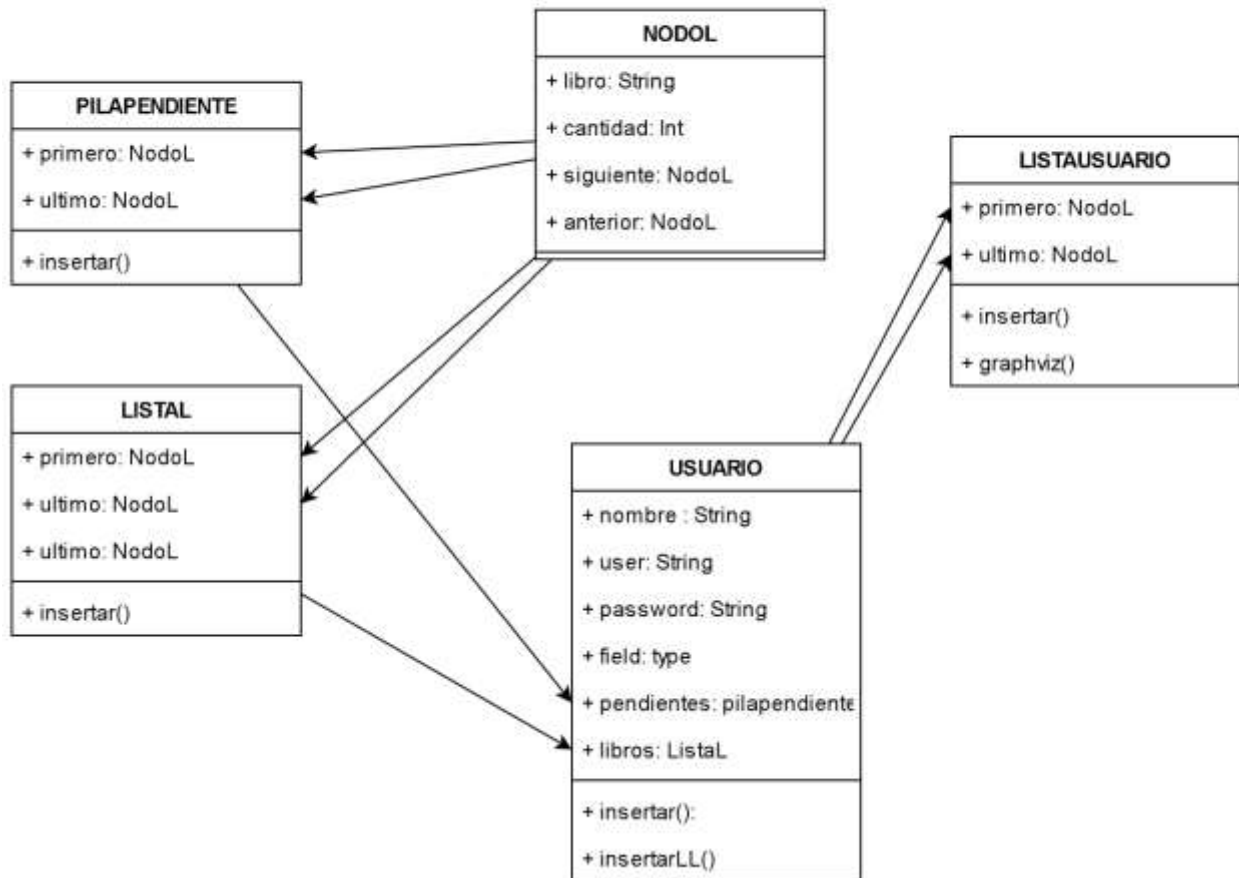 NODOL
+ libro: String
+ cantidad: Int
+ siguiente: NodoL
+ anterior: NodoL
PILAPENDIENTE
+ primero: NodoL
+ ultimo: NodoL
+ insertar()
LISTAUSUARIO
+ primero: NodoL
+ ultimo: NodoL
+ insertar()
+ graphviz()
LISTAL
+ primero: NodoL
+ ultimo: NodoL
+ ultimo: NodoL
+ insertar()
USUARIO
+ nombre : String
+ user: String
+ password: String
+ field: type
+ pendientes: pilapendiente
+ libros: ListaL
+ insertar():
+ insertarLL()